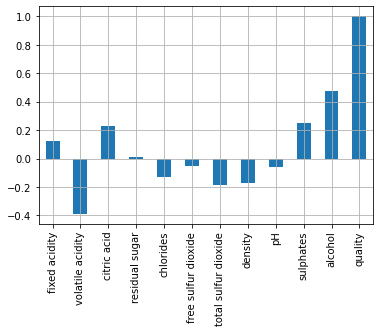 1.0
0.8
0.6
0.4
0.2
0.0
−0.2
−0.4
fixed acidity
volatile acidity
citric acid
residual sugar
chlorides
free sulfur dioxide
total sulfur dioxide
density
pH
sulphates
alcohol
quality